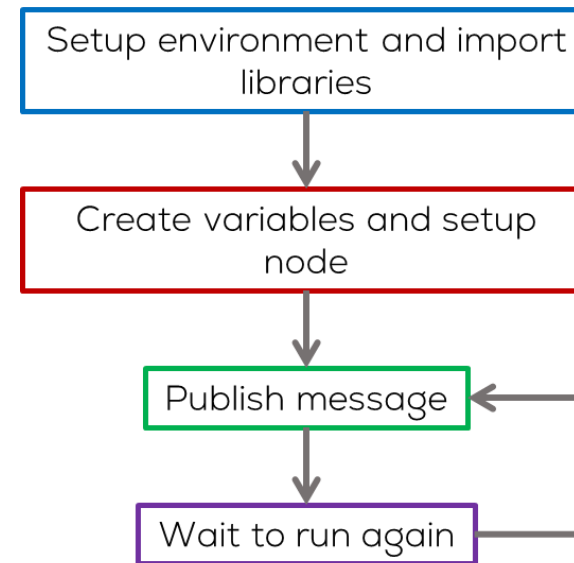 Setup environment and import
libraries
Create variables and setup
node
Publish message
Wait to run again